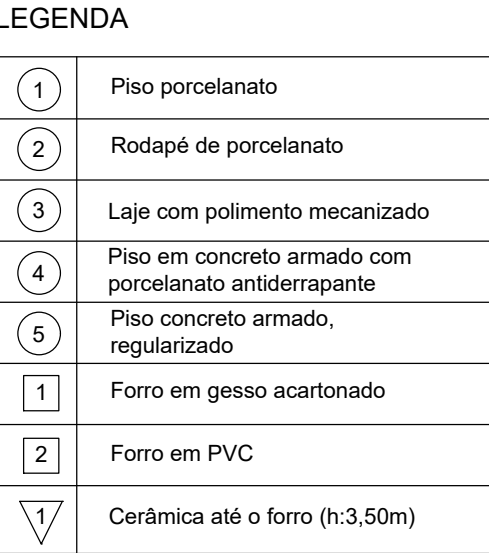 LEGENDA
1 Piso porcelanato
2 Rodapé de porcelanato
3 Laje com polimento mecanizado
4 Piso em concreto armado com
porcelanato antiderrapante
5 Piso concreto armado,
regularizado
1 Forro em gesso acartonado
2 Forro em PVC
1 Cerâmica até o forro (h:3,50m)